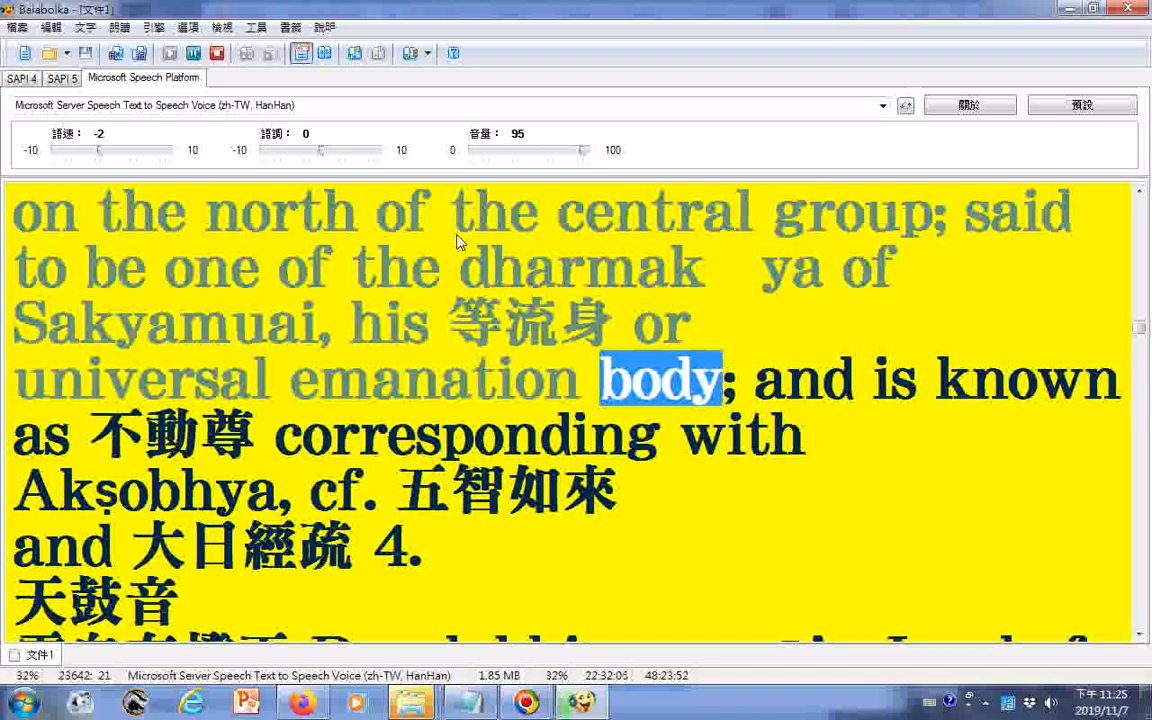 Balabolka - [文件1]
檔案 編輯 文字 朗讀 引擎 選項 檢視 工具 書籤 說明
SAPI 4 SAPI 5 Microsoft Speech Platform
Microsoft Server Speech Text to Speech Voice (zh-TW, HanHan) 關於 預設
語速： -2 語調： 0 音量： 95
-10 10 -10 10 0 100
on the north of the central group; said
to be one of the dharmak ya of
Sakyamuai, his 等流身 or
universal emanation body; and is known
as 不動尊 corresponding with
Akṣobhya, cf. 五智如來
and 大日經疏 4.
天鼓音
文件1
32% 23642: 21 Microsoft Server Speech Text to Speech Voice (zh-TW, HanHan) 1.85 MB 32% 22:32:05 48:23:52
下午 11:25
2019/11/7